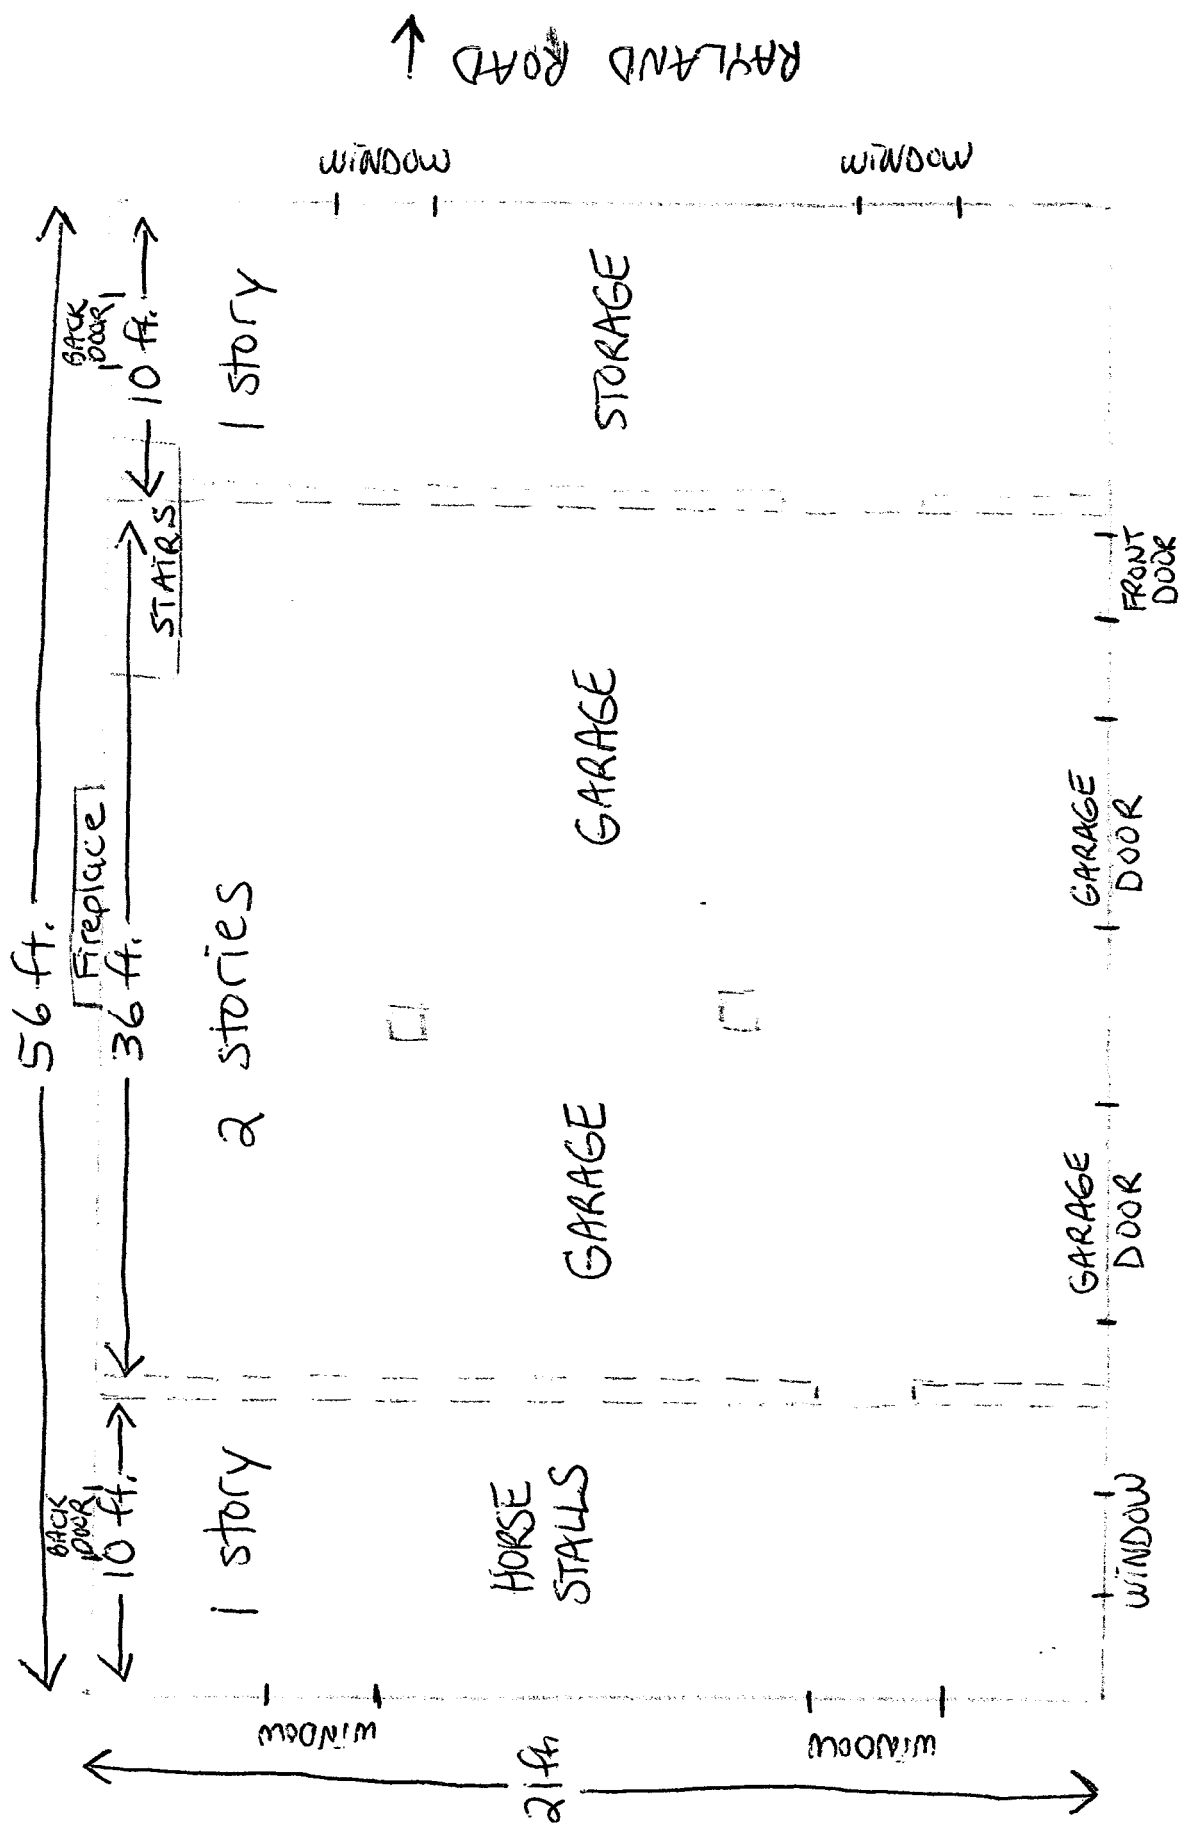 RAYLAND ROAD
WINDOW
WINDOW
56 ft.
BACK
DOOR
10 ft.
1 story
STORAGE
STAIRS
Fireplace
36 ft.
2 stories
GARAGE
GARAGE
FRONT
DOOR
GARAGE
DOOR
GARAGE
DOOR
BACK
DOOR
10 ft.
1 story
HORSE
STALLS
WINDOW
WINDOW
WINDOW
21ft